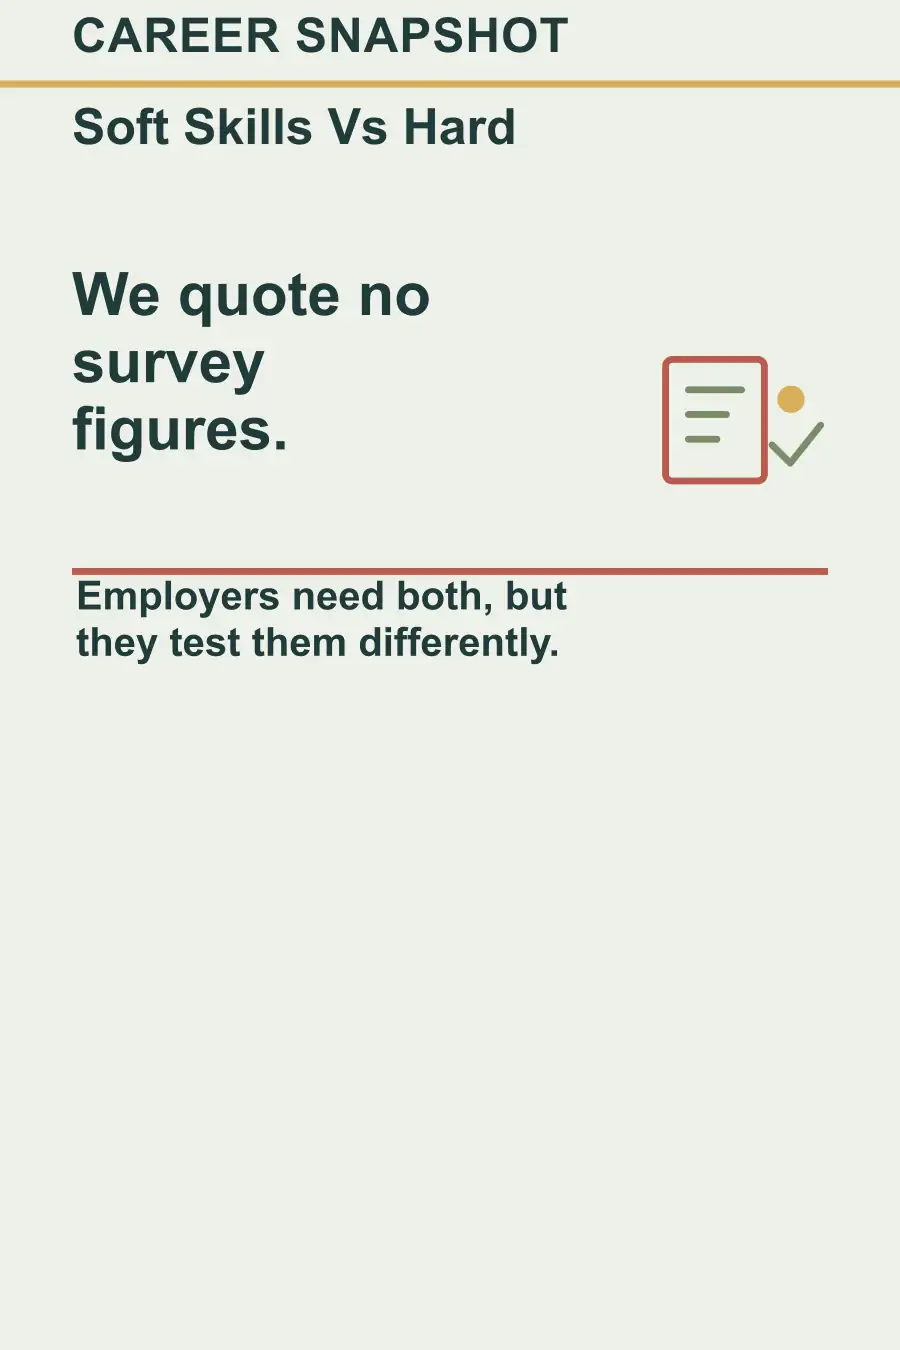 CAREER SNAPSHOT
Soft Skills Vs Hard
We quote no
survey
figures.
Employers need both, but
they test them differently.